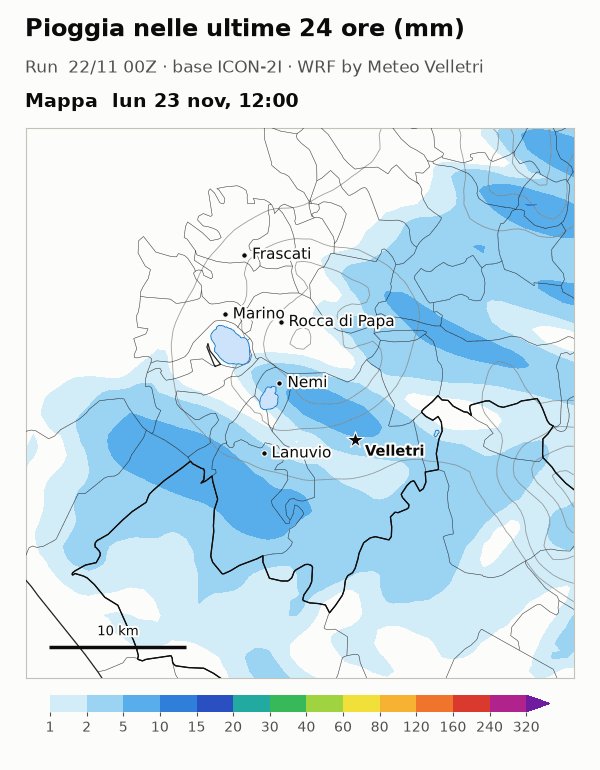 Pioggia nelle ultime 24 ore (mm)
Run  22/11 00Z · base ICON-2I · WRF by Meteo Velletri
Mappa  lun 23 nov, 12:00
Frascati
Marino
Rocca di Papa
Nemi
Velletri
Lanuvio
10 km
1 2 5 10 15 20 30 40 60 80 120 160 240 320